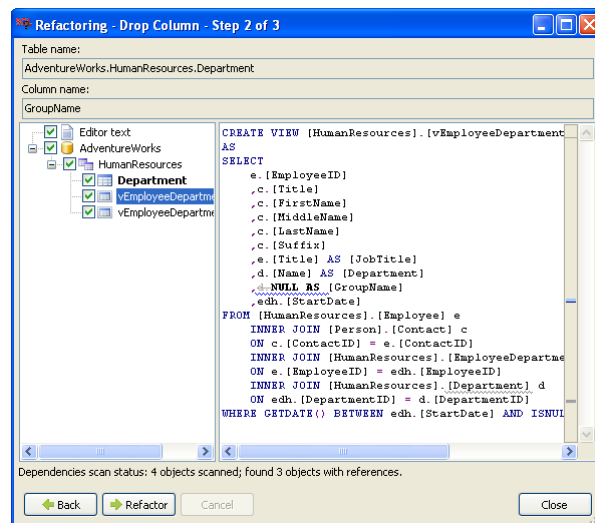 Refactoring - Drop Column - Step 2 of 3
Table name:
AdventureWorks.HumanResources.Department
Column name:
GroupName
Editor text
AdventureWorks
HumanResources
Department
vEmployeeDepartme
vEmployeeDepartme
CREATE VIEW [HumanResources].[vEmployeeDepartment
AS
SELECT
e.[EmployeeID]
,c.[Title]
,c.[FirstName]
,c.[MiddleName]
,c.[LastName]
,c.[Suffix]
,e.[Title] AS [JobTitle]
,d.[Name] AS [Department]
,d.NULL AS [GroupName]
,edh.[StartDate]
FROM [HumanResources].[Employee] e
INNER JOIN [Person].[Contact] c
ON c.[ContactID] = e.[ContactID]
INNER JOIN [HumanResources].[EmployeeDepartme
ON e.[EmployeeID] = edh.[EmployeeID]
INNER JOIN [HumanResources].[Department] d
ON edh.[DepartmentID] = d.[DepartmentID]
WHERE GETDATE() BETWEEN edh.[StartDate] AND ISNUL
Dependencies scan status: 4 objects scanned; found 3 objects with references.
Back
Refactor
Cancel
Close